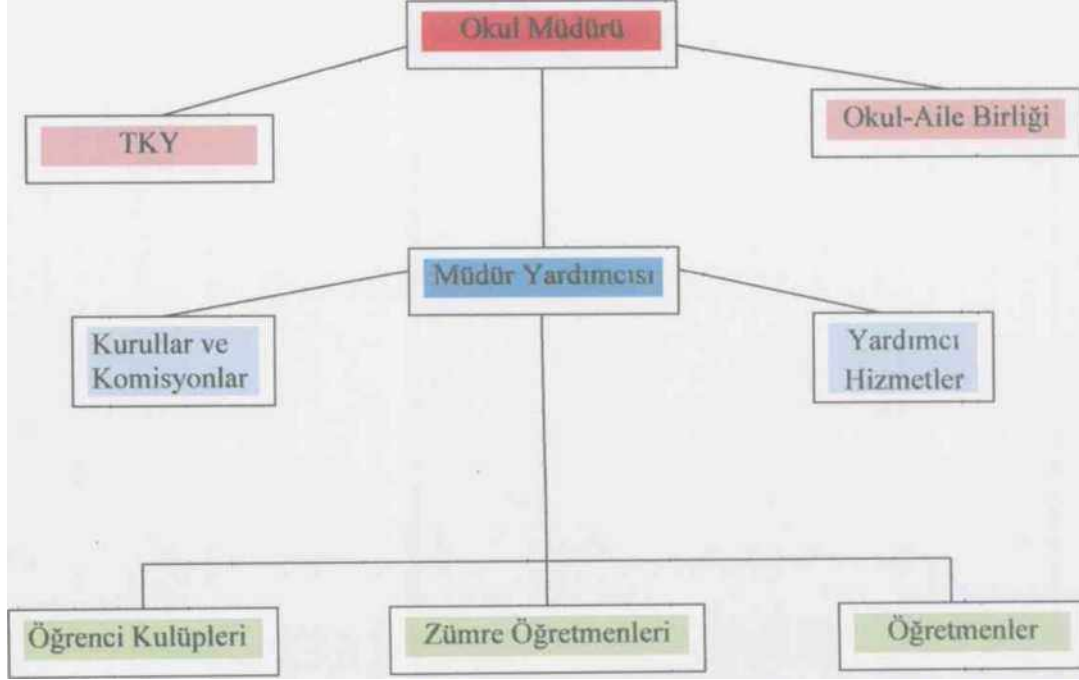 Okul Müdürü
TKY
Okul-Aile Birliği
Müdür Yardımcısı
Kurullar ve
Komisyonlar
Yardımcı
Hizmetler
Öğrenci Kulüpleri
Zümre Öğretmenleri
Öğretmenler